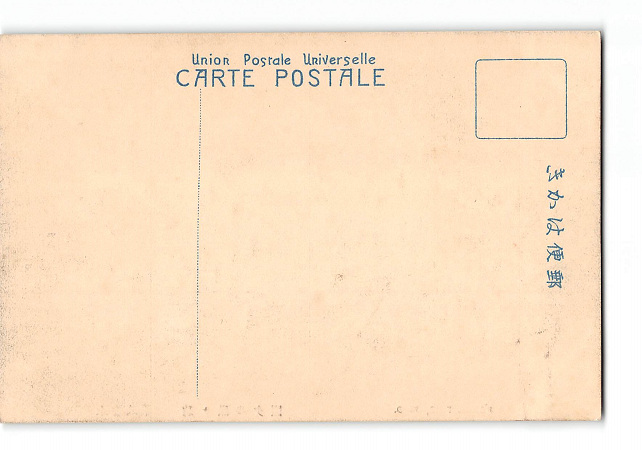 Union Postale Universelle
CARTE POSTALE
きかは便郵